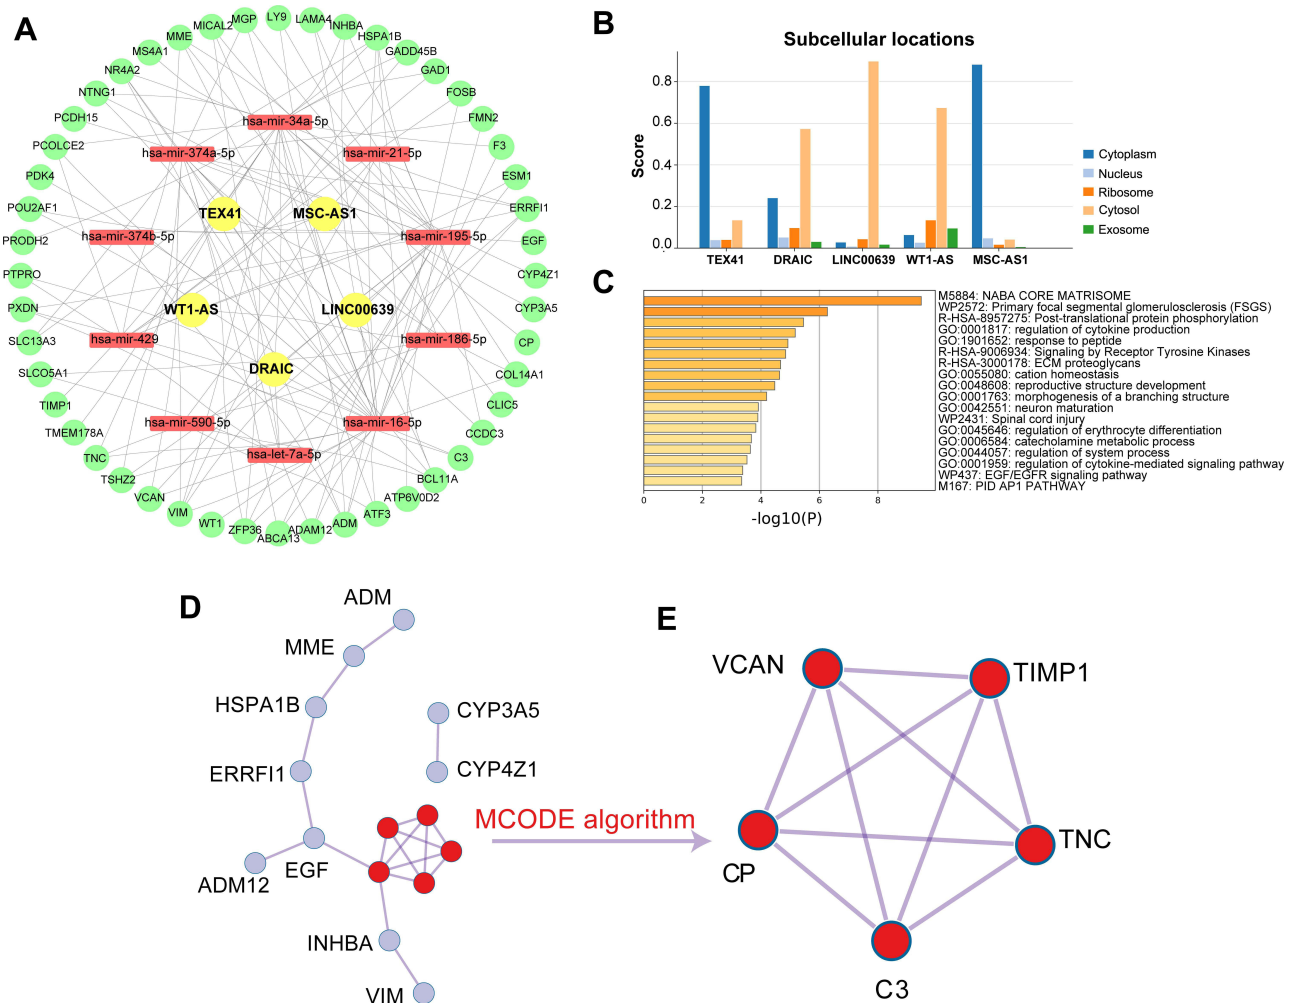 A
MICAL2
MGP
LY9
LAMA4
INHBA
HSPA1B
GADD45B
GAD1
FOSB
FMN2
F3
ESM1
ERRFI1
EGF
CYP4Z1
CYP3A5
CP
COL14A1
CLIC5
CCDC3
C3
BCL11A
ATP6V0D2
ATF3
ADM
ADAM12
ABCA13
ZFP36
WT1
VIM
VCAN
TSHZ2
TNC
TMEM178A
TIMP1
SLCO5A1
SLC13A3
PXDN
PTPRO
PRODH2
POU2AF1
PDK4
PCOLCE2
PCDH15
NTNG1
NR4A2
MS4A1
MME
hsa-mir-34a-5p
hsa-mir-374a-5p
hsa-mir-21-5p
TEX41
MSC-AS1
hsa-mir-374b-5p
hsa-mir-195-5p
WT1-AS
LINC00639
hsa-mir-429
hsa-mir-186-5p
DRAIC
hsa-mir-590-5p
hsa-mir-16-5p
hsa-let-7a-5p
B
Subcellular locations
Score
0.8
0.6
0.4
0.2
0.0
TEX41
DRAIC
LINC00639
WT1-AS
MSC-AS1
Cytoplasm
Nucleus
Ribosome
Cytosol
Exosome
C
M5884: NABA CORE MATRISOME
WP2572: Primary focal segmental glomerulosclerosis (FSGS)
R-HSA-8957275: Post-translational protein phosphorylation
GO:0001817: regulation of cytokine production
GO:1901652: response to peptide
R-HSA-9006934: Signaling by Receptor Tyrosine Kinases
R-HSA-3000178: ECM proteoglycans
GO:0055080: cation homeostasis
GO:0048608: reproductive structure development
GO:0001763: morphogenesis of a branching structure
GO:0042551: neuron maturation
WP2431: Spinal cord injury
GO:0045646: regulation of erythrocyte differentiation
GO:0006584: catecholamine metabolic process
GO:0044057: regulation of system process
GO:0001959: regulation of cytokine-mediated signaling pathway
WP437: EGF/EGFR signaling pathway
M167: PID AP1 PATHWAY
0 2 4 6 8
-log10(P)
D
ADM
MME
HSPA1B
ERRFI1
EGF
ADM12
CYP3A5
CYP4Z1
INHBA
VIM
MCODE algorithm
E
VCAN
TIMP1
CP
TNC
C3